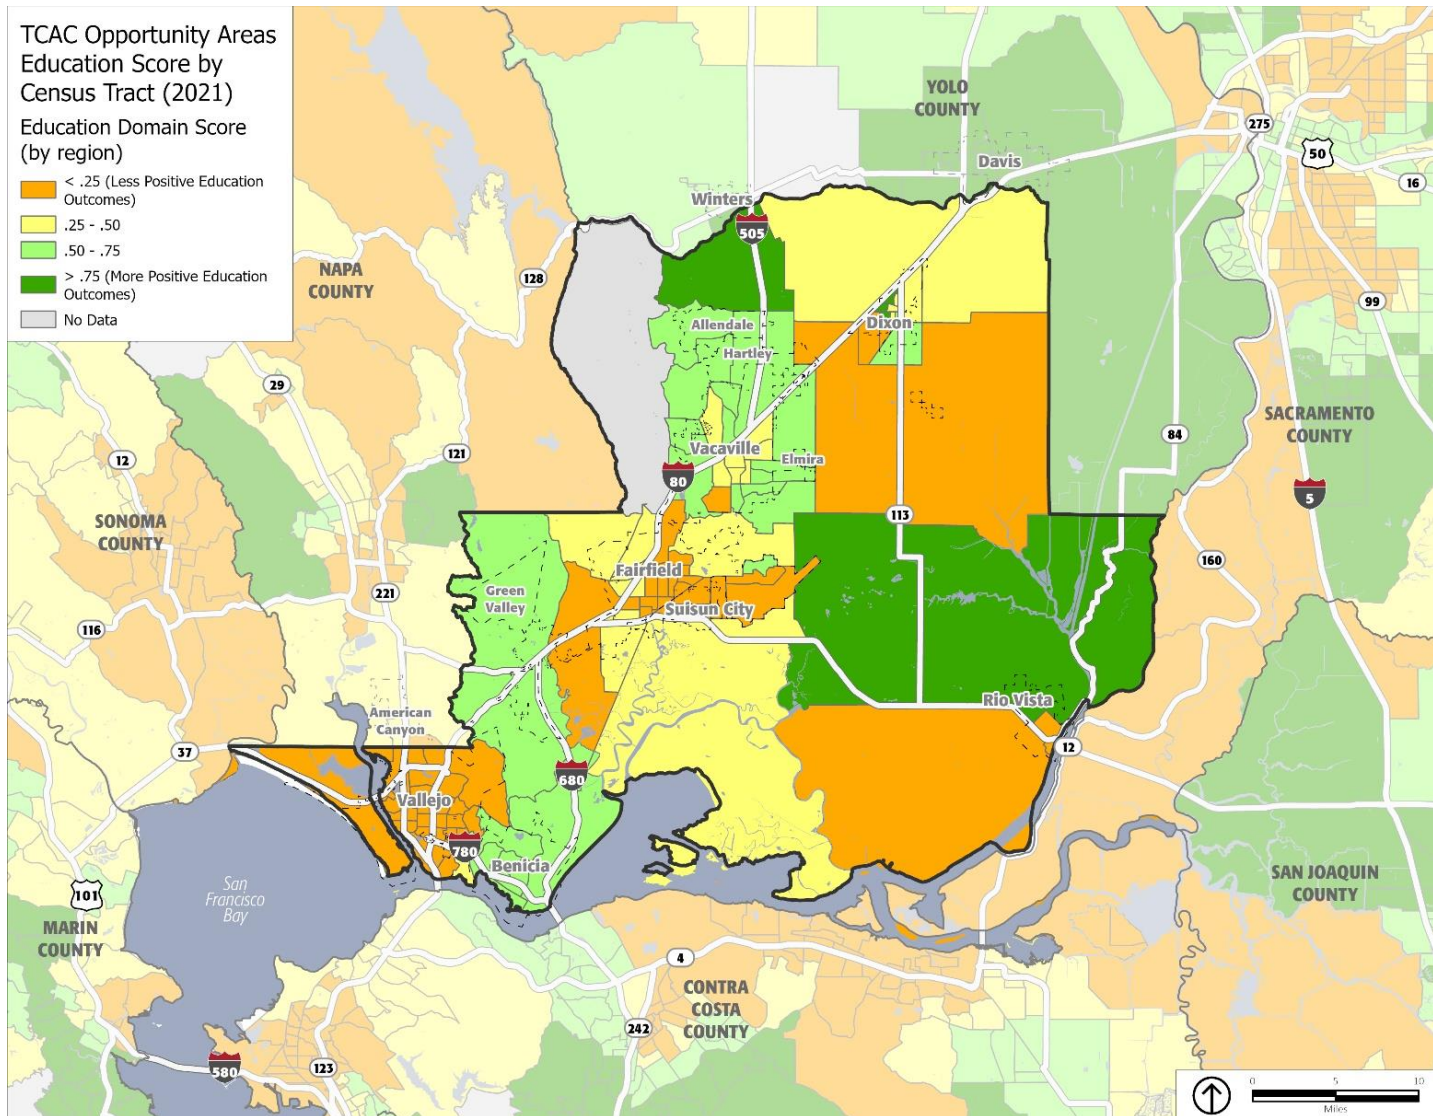 TCAC Opportunity Areas
Education Score by
Census Tract (2021)
Education Domain Score
(by region)
< .25 (Less Positive Education
Outcomes)
.25 - .50
.50 - .75
> .75 (More Positive Education
Outcomes)
No Data
YOLO
COUNTY
275
50
Davis
16
Winters
505
NAPA
COUNTY
128
99
Allendale
Dixon
Hartley
29
SACRAMENTO
COUNTY
84
12
121
Vacaville
Elmira
80
5
SONOMA
COUNTY
113
160
Fairfield
221
Green
Valley
Suisun City
116
Rio Vista
American
Canyon
37
12
680
Vallejo
780
Benicia
101
San
Francisco
Bay
SAN JOAQUIN
COUNTY
MARIN
COUNTY
4
CONTRA
COSTA
COUNTY
242
580
123
0 5 10
Miles